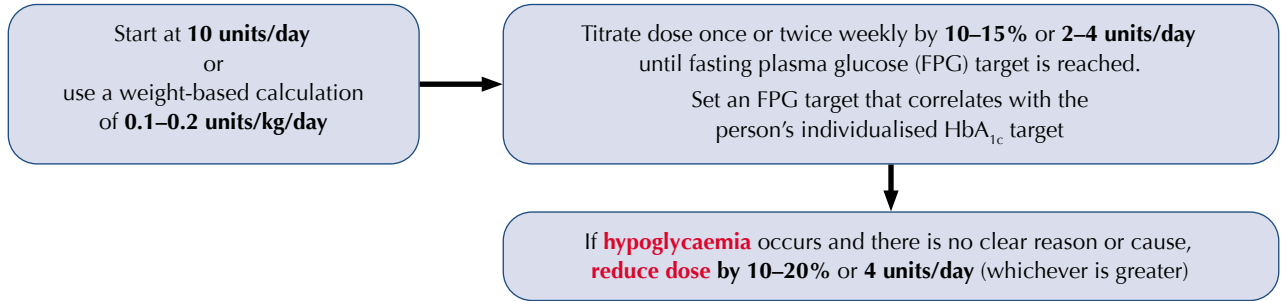 Start at 10 units/day
or
use a weight-based calculation
of 0.1–0.2 units/kg/day
Titrate dose once or twice weekly by 10–15% or 2–4 units/day
until fasting plasma glucose (FPG) target is reached.
Set an FPG target that correlates with the
person’s individualised HbA1c target
If hypoglycaemia occurs and there is no clear reason or cause,
reduce dose by 10–20% or 4 units/day (whichever is greater)